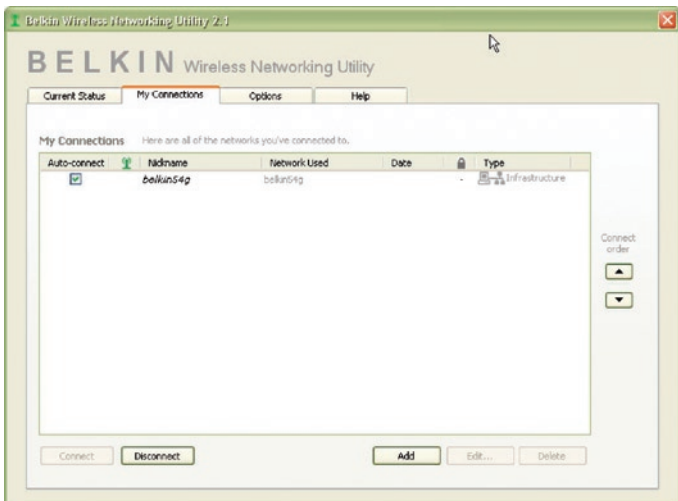 Belkin Wireless Networking Utility 2.1
BELKIN Wireless Networking Utility
Current Status My Connections Options Help
My Connections Here are all of the networks you've connected to.
Auto-connect Nickname Network Used Date Type
belkin54g belkin54g - Infrastructure
Connect
order
Connect Disconnect Add Edit... Delete